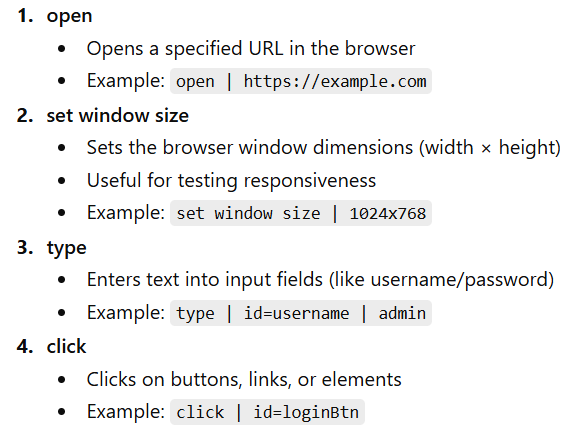 1. open
• Opens a specified URL in the browser
• Example: open | https://example.com
2. set window size
• Sets the browser window dimensions (width × height)
• Useful for testing responsiveness
• Example: set window size | 1024x768
3. type
• Enters text into input fields (like username/password)
• Example: type | id=username | admin
4. click
• Clicks on buttons, links, or elements
• Example: click | id=loginBtn